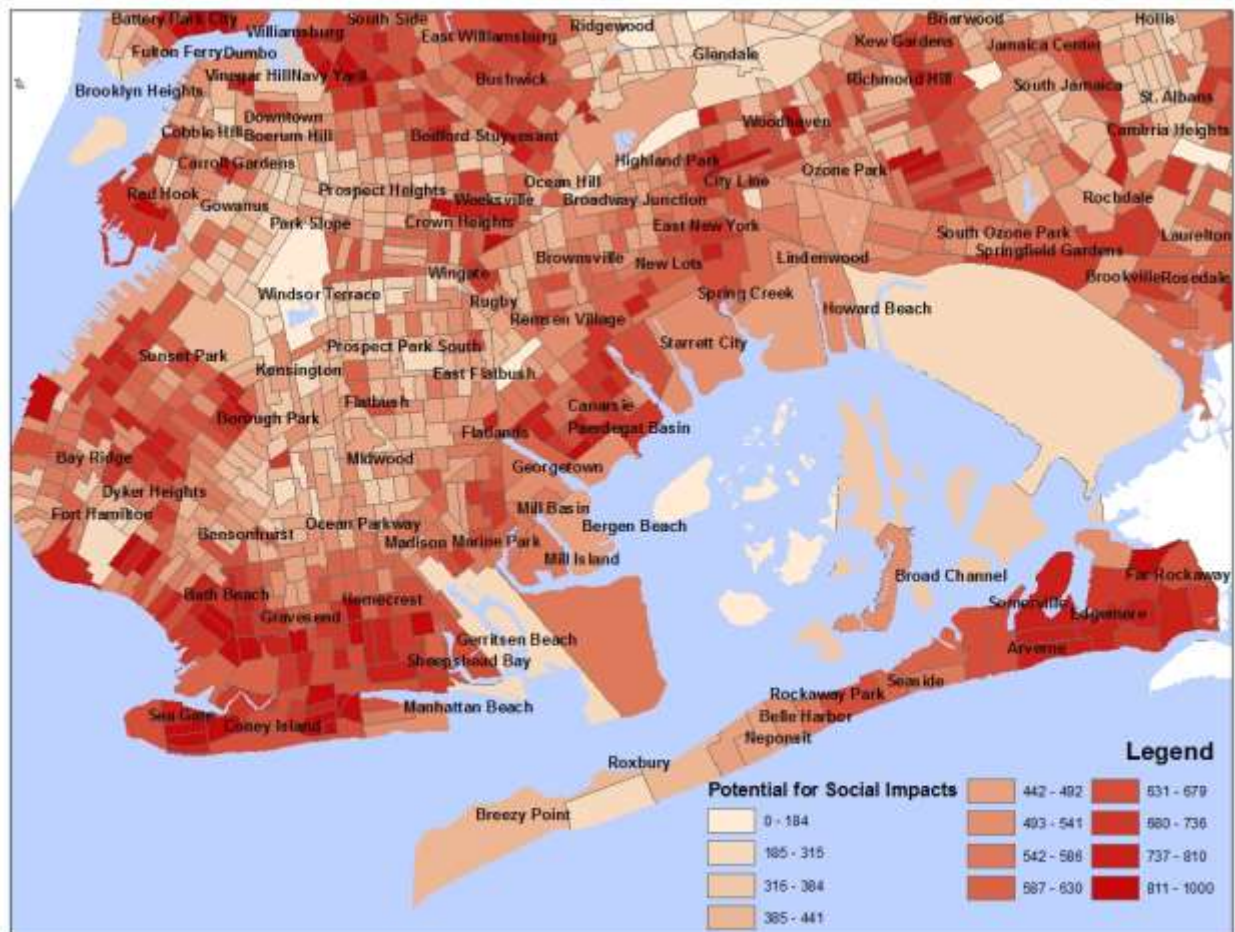 Battery Park City
South Side
Ridgewood
Briarwood
Hollis
Williamsburg
East Williamsburg
Kew Gardens
Jamaica Center
Fulton Ferry
Dumbo
Glendale
Vinegar Hill
Navy Yard
Bushwick
Richmond Hill
South Jamaica
Brooklyn Heights
St. Albans
Downtown
Woodhaven
Cobble Hill
Boerum Hill
Bedford Stuyvesant
Cambria Heights
Carroll Gardens
Highland Park
Ozone Park
Red Hook
Prospect Heights
Ocean Hill
City Line
Gowanus
Weeksville
Broadway Junction
Rochdale
Park Slope
Crown Heights
East New York
South Ozone Park
Laurelton
Brownsville
New Lots
Lindenwood
Springfield Gardens
Wingate
Brookville
Rosedale
Windsor Terrace
Rugby
Spring Creek
Howard Beach
Remsen Village
Sunset Park
Prospect Park South
Starrett City
Kensington
East Flatbush
Borough Park
Flatbush
Canarsie
Flatlands
Paerdegat Basin
Bay Ridge
Midwood
Georgetown
Dyker Heights
Mill Basin
Fort Hamilton
Bensonhurst
Ocean Parkway
Bergen Beach
Madison
Marine Park
Mill Island
Broad Channel
Far Rockaway
Bath Beach
Homecrest
Somerville
Edgemere
Gravesend
Gerritsen Beach
Arverne
Sheepshead Bay
Seaside
Rockaway Park
Manhattan Beach
Sea Gate
Coney Island
Belle Harbor
Neponsit
Roxbury
Breezy Point
Legend
Potential for Social Impacts
0 - 184
185 - 315
316 - 384
385 - 441
442 - 492
493 - 541
542 - 586
587 - 630
631 - 679
680 - 736
737 - 810
811 - 1000